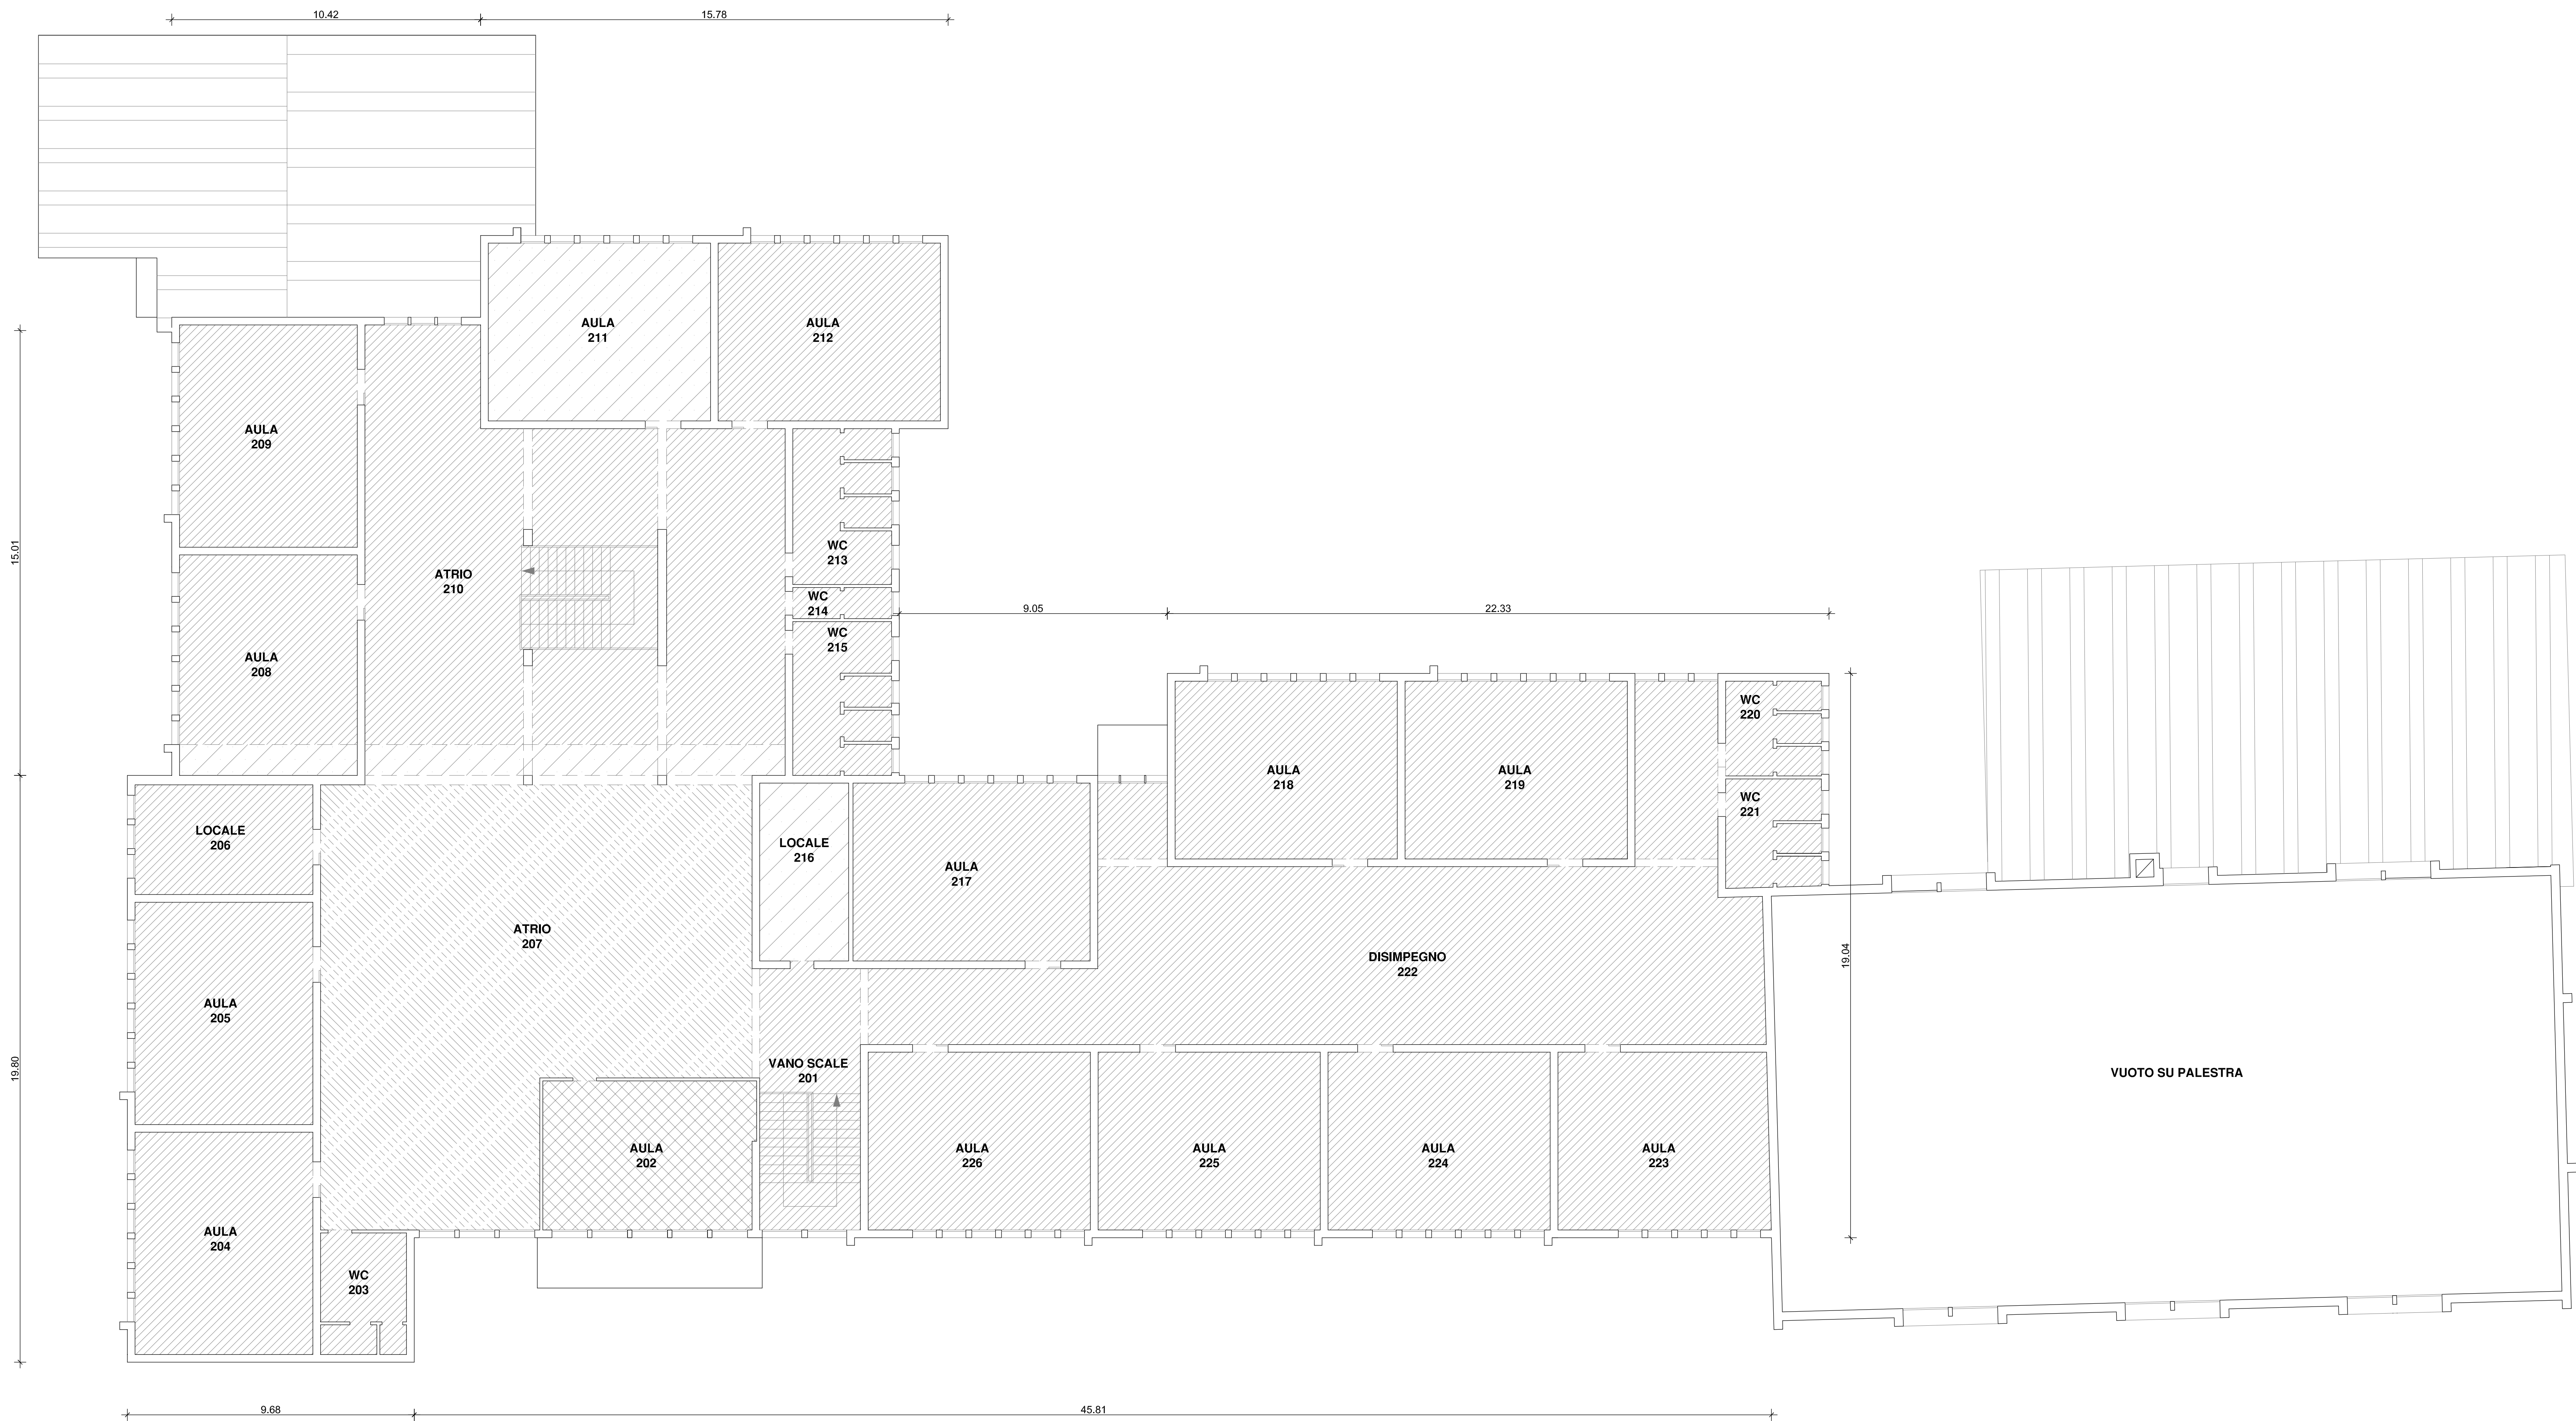 10.42
15.78
AULA
211
AULA
212
AULA
209
15.01
ATRIO
210
WC
213
WC
214
WC
215
9.05
22.33
AULA
208
WC
220
AULA
218
AULA
219
WC
221
LOCALE
206
LOCALE
216
AULA
217
ATRIO
207
DISIMPEGNO
222
19.04
AULA
205
19.80
VANO SCALE
201
VUOTO SU PALESTRA
AULA
202
AULA
226
AULA
225
AULA
224
AULA
223
AULA
204
WC
203
9.68
45.81